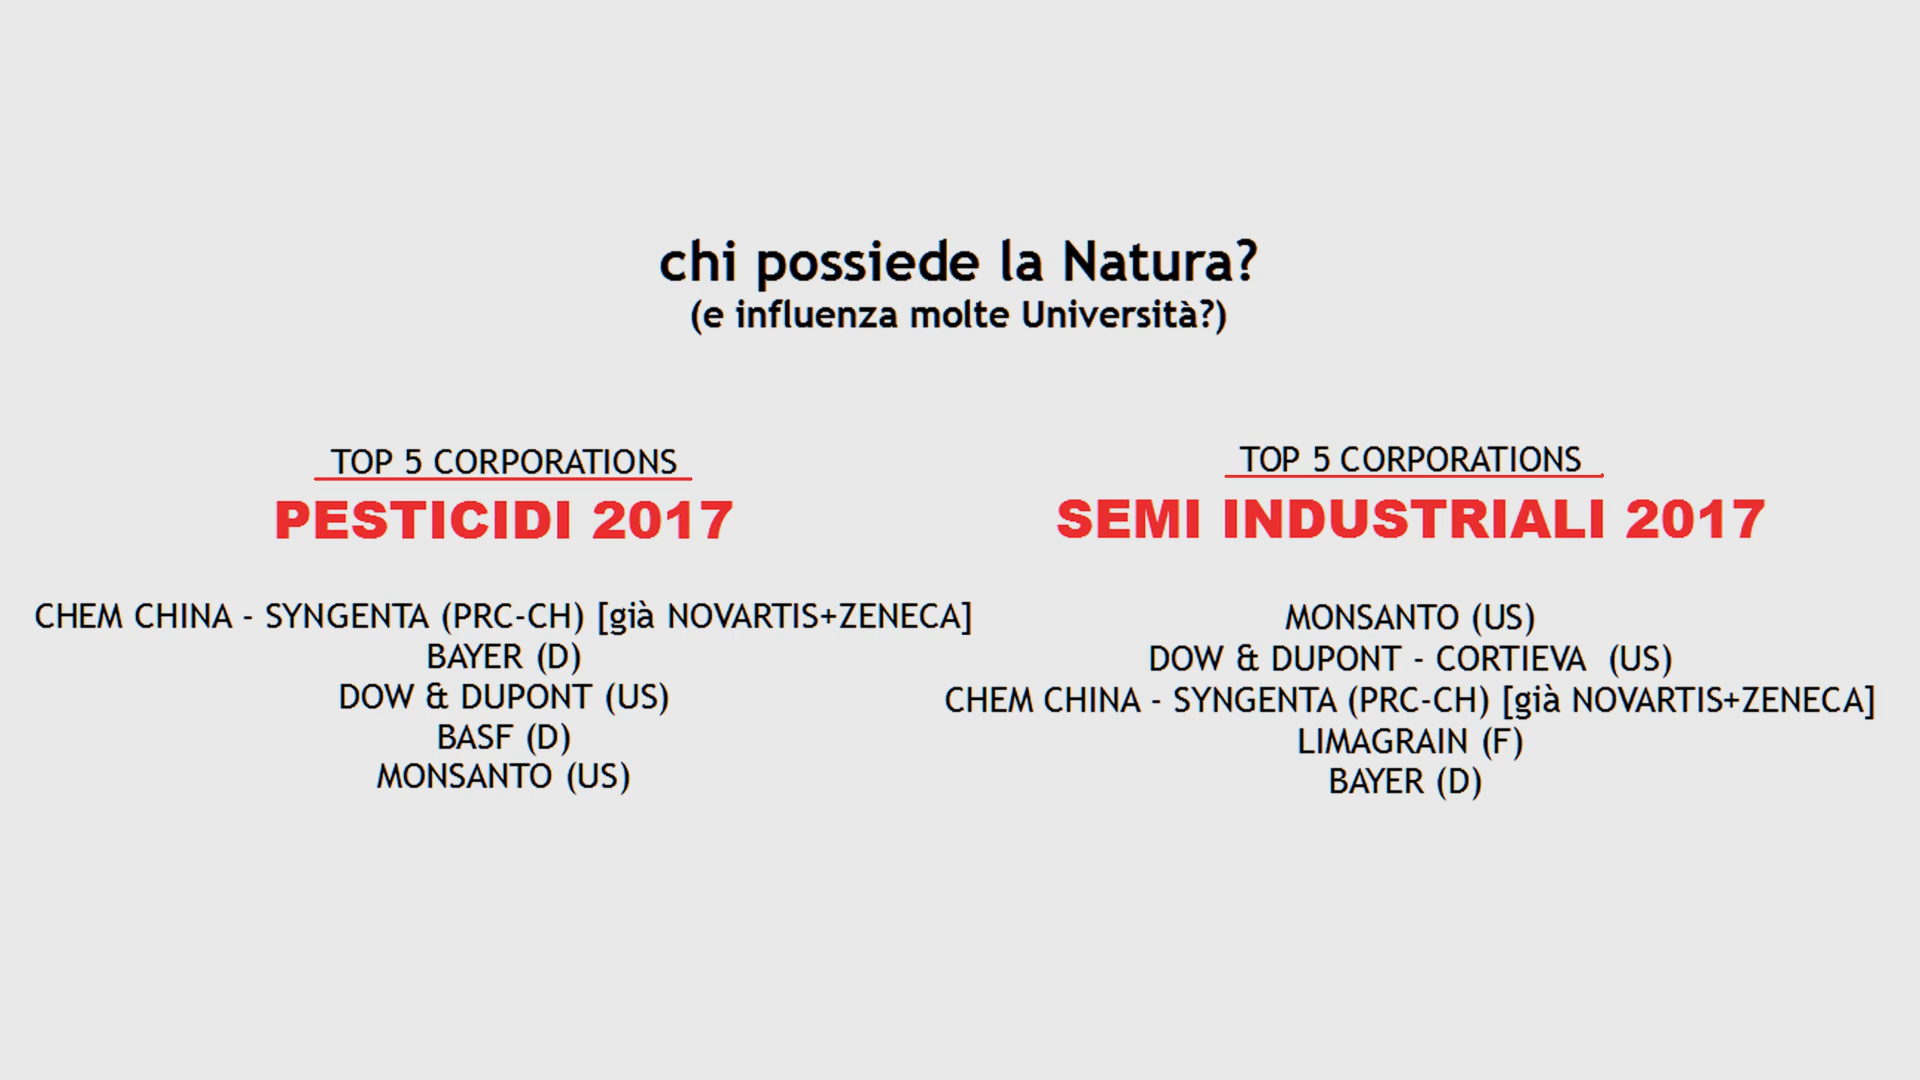 chi possiede la Natura?
(e influenza molte Università?)
TOP 5 CORPORATIONS
PESTICIDI 2017
CHEM CHINA - SYNGENTA (PRC-CH) [già NOVARTIS+ZENECA]
BAYER (D)
DOW & DUPONT (US)
BASF (D)
MONSANTO (US)
TOP 5 CORPORATIONS
SEMI INDUSTRIALI 2017
MONSANTO (US)
DOW & DUPONT - CORTIEVA (US)
CHEM CHINA - SYNGENTA (PRC-CH) [già NOVARTIS+ZENECA]
LIMAGRAIN (F)
BAYER (D)